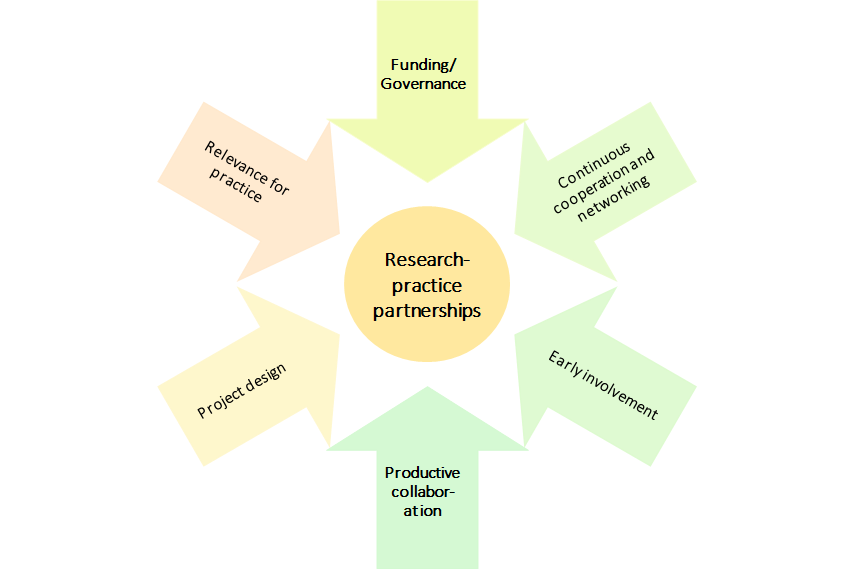 Funding/
Governance
Continuous
cooperation and
networking
Early involvement
Productive
collabor-
ation
Project design
Relevance for
practice
Research-
practice
partnerships